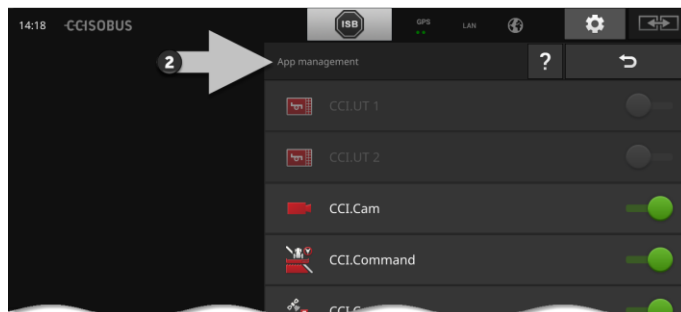 14:18 CCISOBUS ISB GPS LAN
2 App management ?
CCI.UT 1
CCI.UT 2
CCI.Cam
CCI.Command